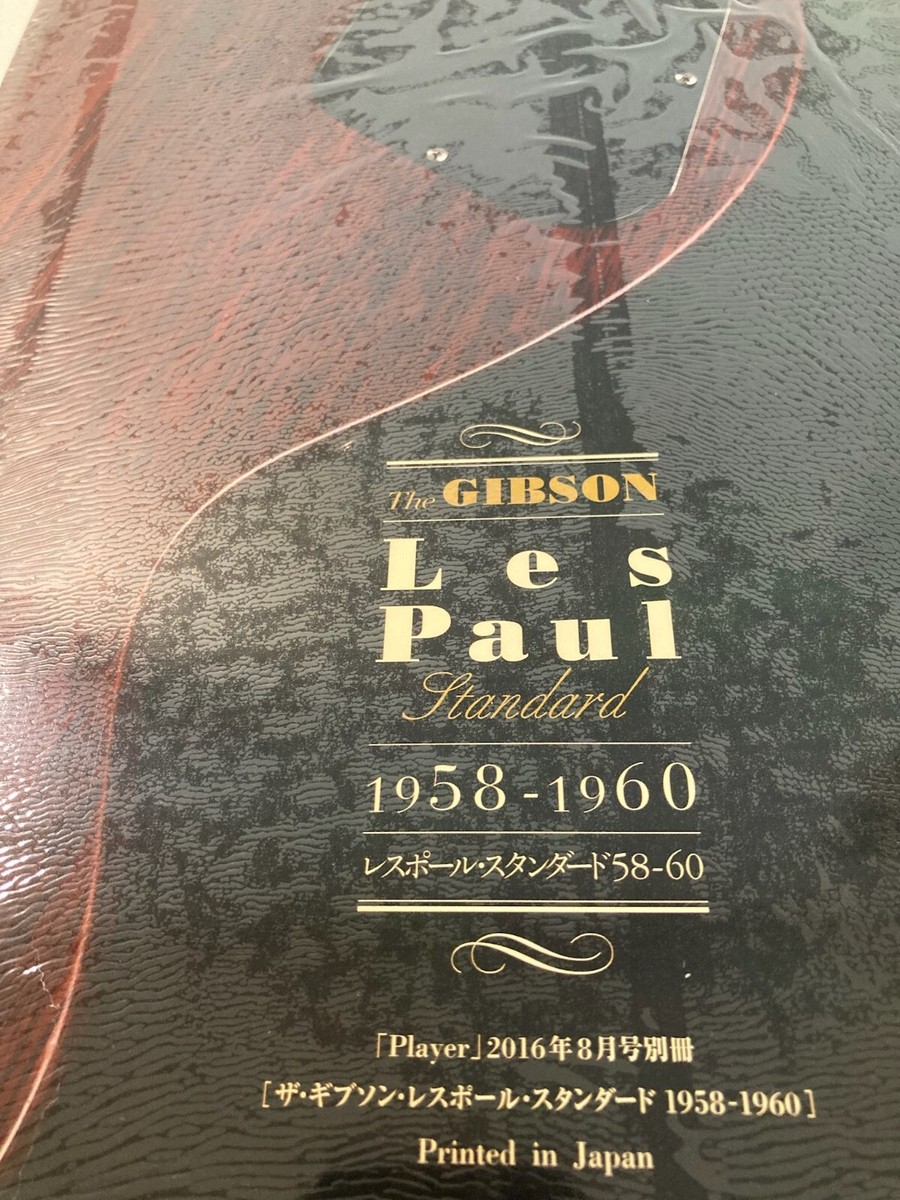 The GIBSON
Les
Paul
Standard
1958-1960
レスポール・スタンダード58-60
「Player」2016年8月号別冊
[ザ・ギブソン・レスポール・スタンダード 1958-1960]
Printed in Japan